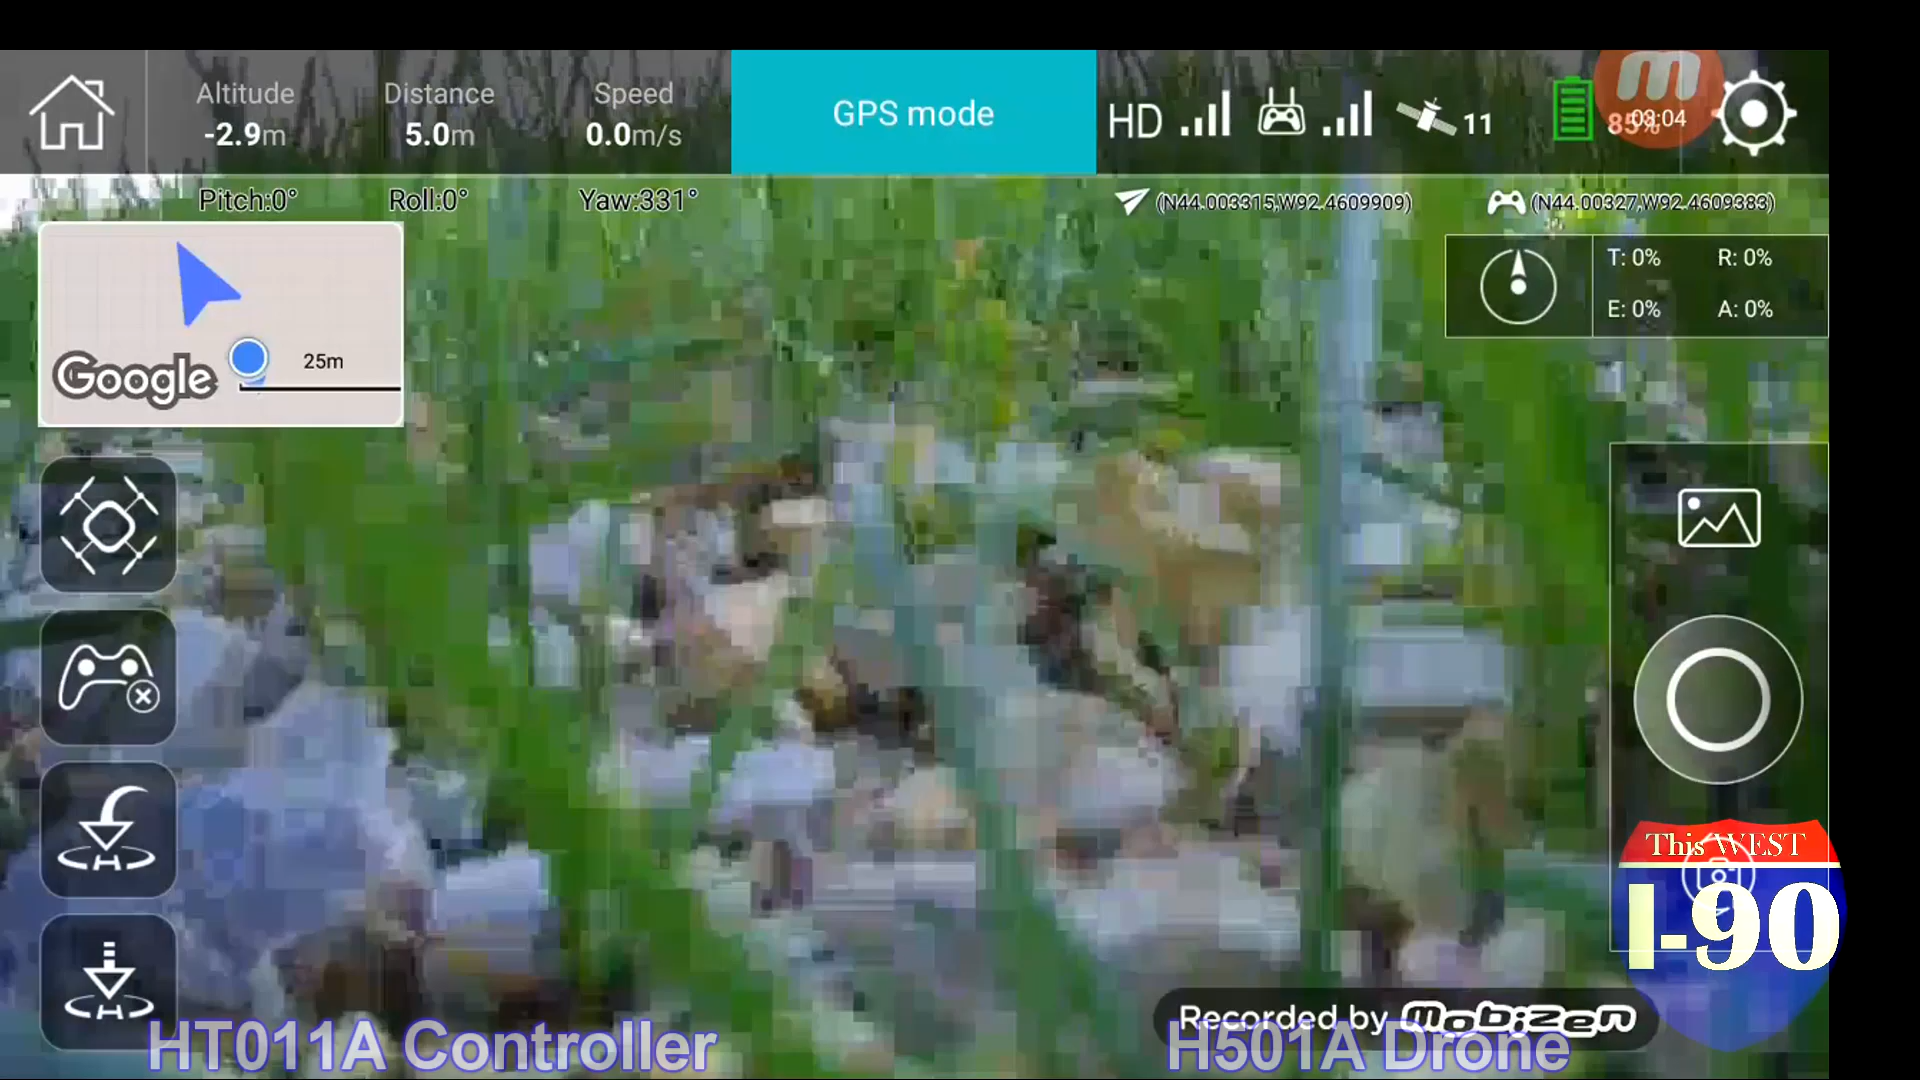 Altitude
-2.9m
Distance
5.0m
Speed
0.0m/s
GPS mode
HD
11
85%
03:04
Pitch:0°
Roll:0°
Yaw:331°
(N44.003315,W92.4609909)
(N44.00327,W92.4609383)
T: 0%
R: 0%
E: 0%
A: 0%
Google
25m
This WEST
I-90
Recorded by Mobizen
HT011A Controller
H501A Drone